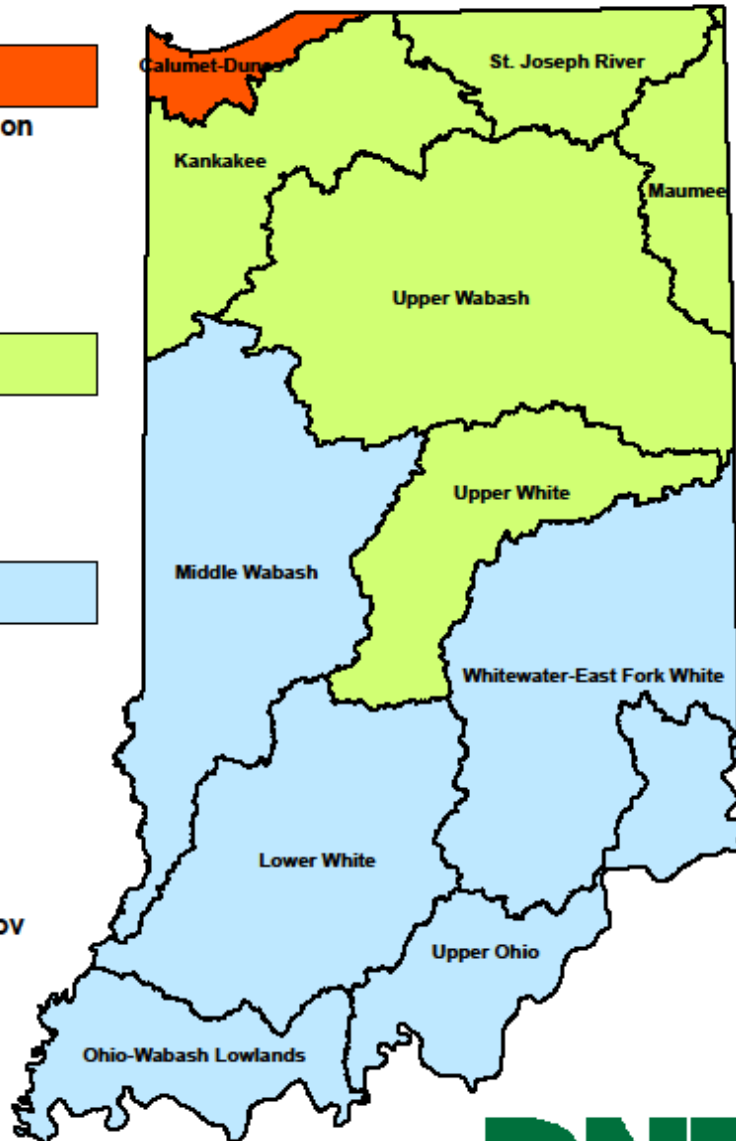 Calumet-Dunes
St. Joseph River
on
Kankakee
Maumee
Upper Wabash
Upper White
Middle Wabash
Whitewater-East Fork White
Lower White
ov
Upper Ohio
Ohio-Wabash Lowlands